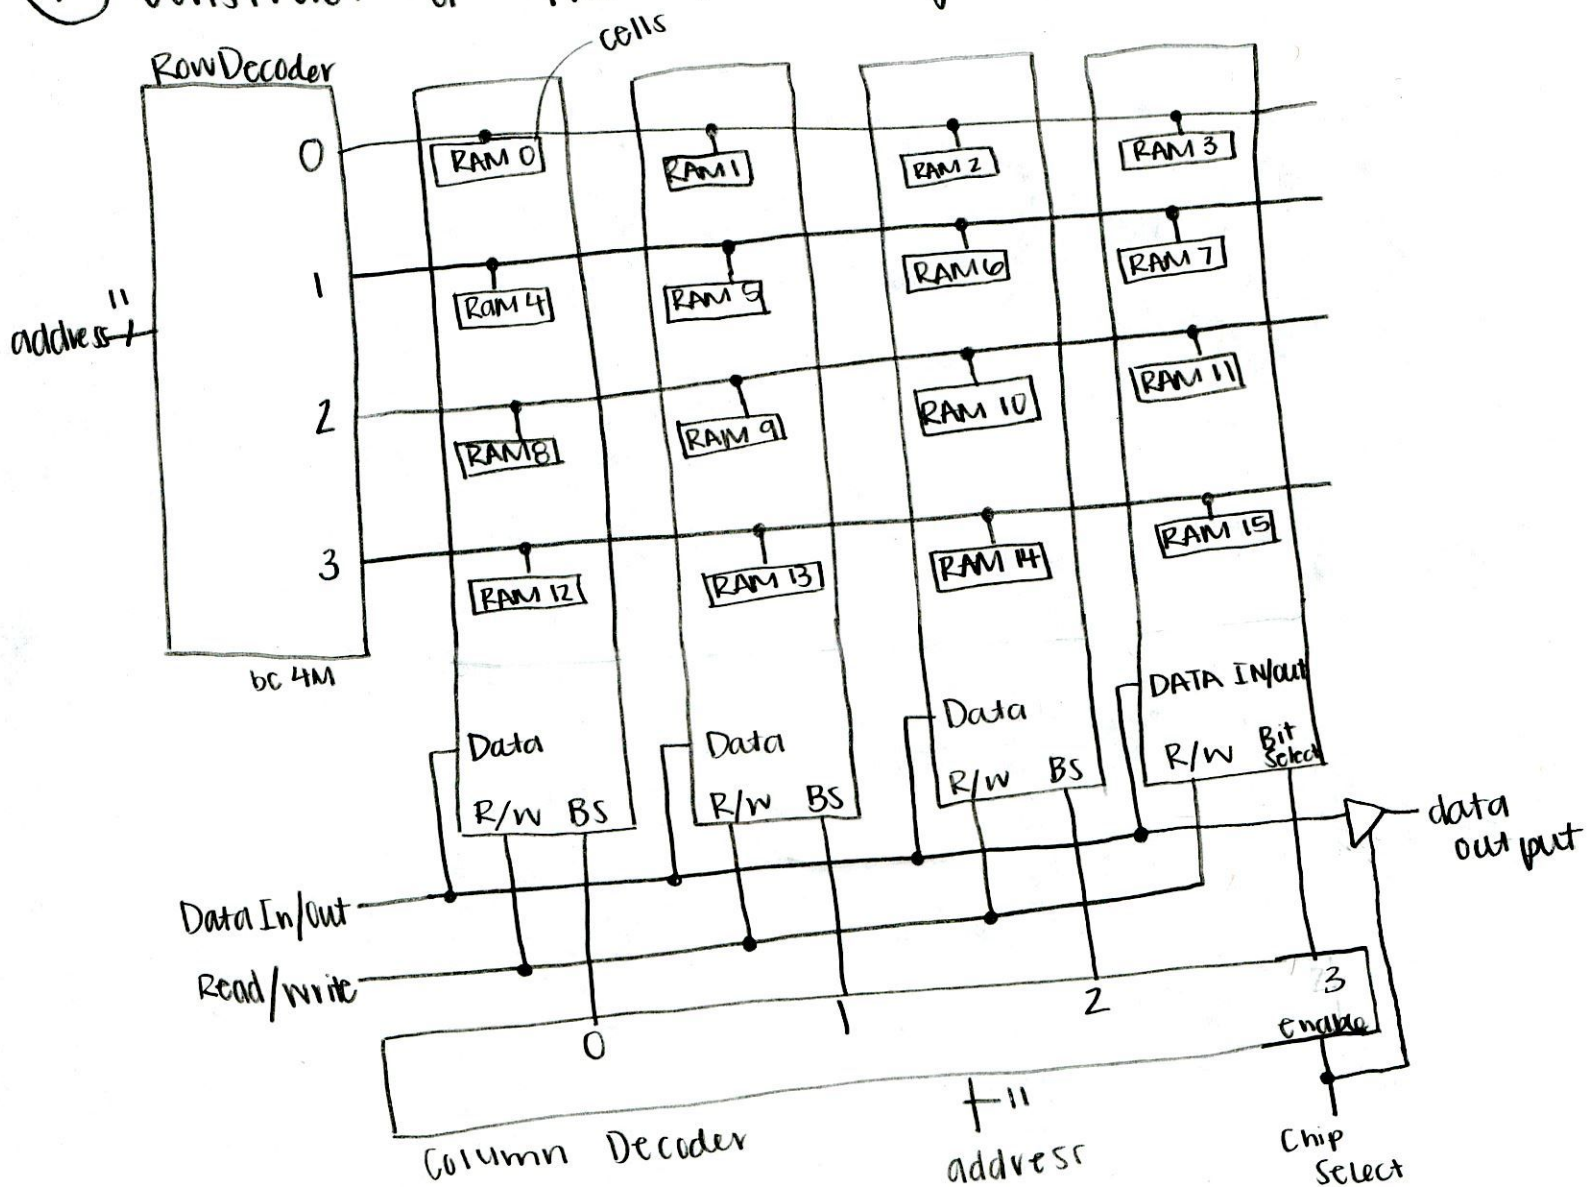 cells
RowDecoder
0
RAM 0
RAM 1
RAM 2
RAM 3
1
RAM 4
RAM 5
RAM 6
RAM 7
11
address
2
RAM 8
RAM 9
RAM 10
RAM 11
3
RAM 12
RAM 13
RAM 14
RAM 15
bc 4M
Data
Data
Data
DATA IN/out
R/W BS
R/W BS
R/W BS
R/W Bit
Select
data
output
Data In/Out
Read/write
0
1
2
3
enable
11
Column Decoder
address
Chip
Select